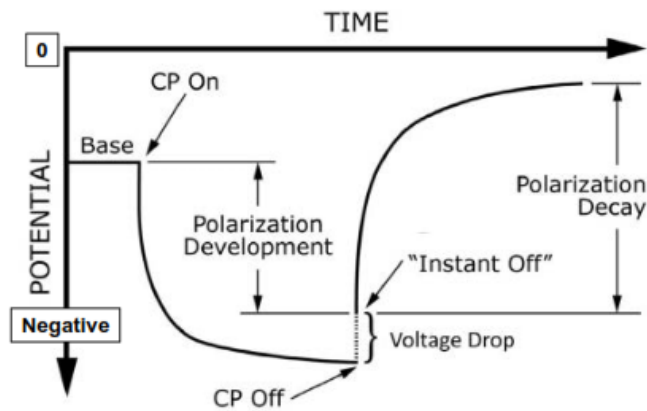 TIME
0
CP On
Base
POTENTIAL
Polarization
Development
Polarization
Decay
"Instant Off"
Negative
Voltage Drop
CP Off